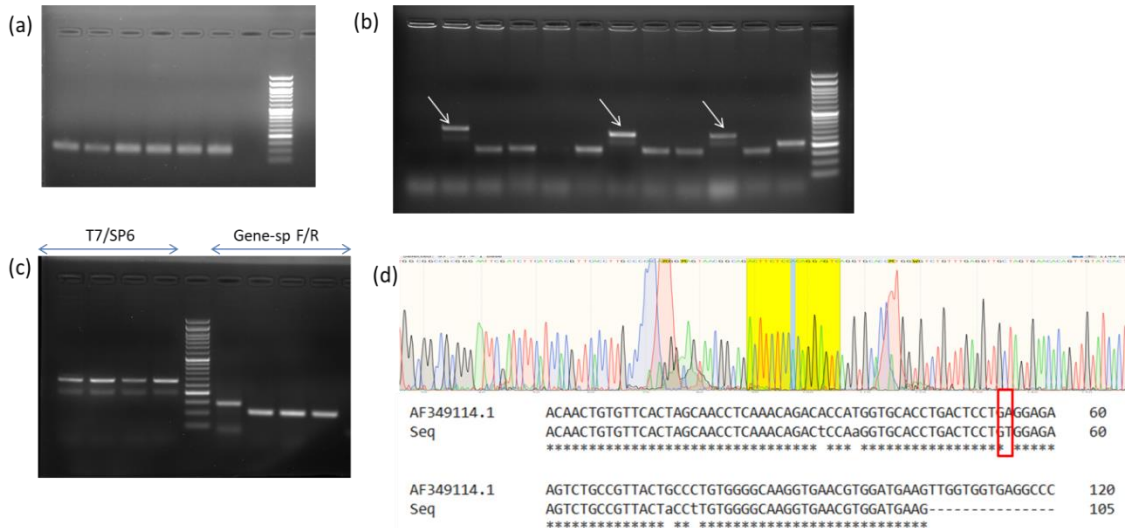 (a)
(b)
T7/SP6 Gene-sp F/R
(c)
(d)
AF349114.1 ACAACTGTGTTCACTAGCAACCTCAAACAGACACCATGGTGCACCTGACTCCTGAGGAGA 60
Seq ACAACTGTGTTCACTAGCAACCTCAAACAGACtCCAaGGTGCACCTGACTCCTGTGGAGA 60
******************************** *** ***************** *****
AF349114.1 AGTCTGCCGTTACTGCCCTGTGGGGCAAGGTGAACGTGGATGAAGTTGGTGGTGAGGCCC 120
Seq AGTCTGCCGTTACTaCCtTGTGGGGCAAGGTGAACGTGGATGAAG--------------- 105
************** ** ***************************